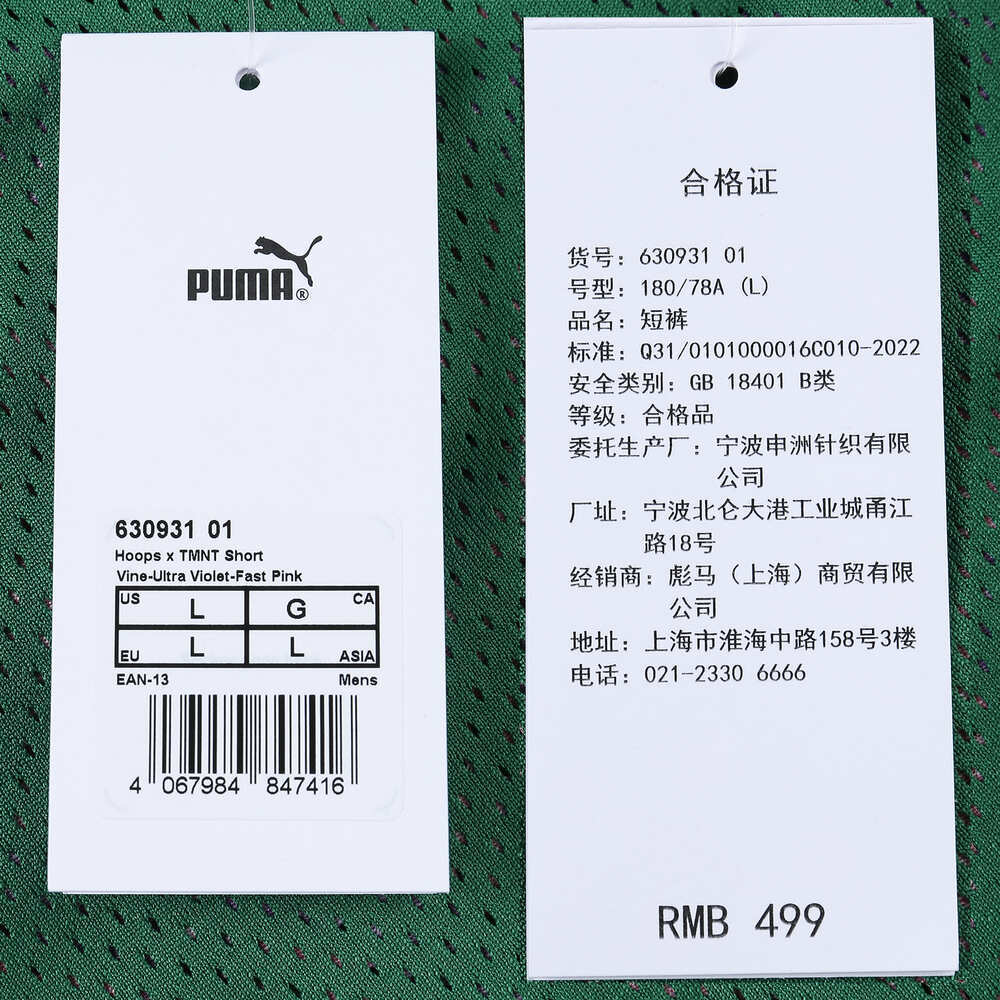 PUMA®
630931 01
Hoops x TMNT Short
Vine-Ultra Violet-Fast Pink
US L G CA
EU L L ASIA
EAN-13 Mens
4 067984 847416
合格证
货号：630931 01
号型：180/78A (L)
品名：短裤
标准：Q31/0101000016C010-2022
安全类别：GB 18401 B类
等级：合格品
委托生产厂：宁波申洲针织有限
公司
厂址：宁波北仑大港工业城甬江
路18号
经销商：彪马（上海）商贸有限
公司
地址：上海市淮海中路158号3楼
电话：021-2330 6666
RMB 499